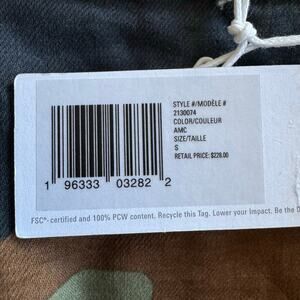 STYLE #/MODÈLE #
2130074
COLOR/COULEUR
AMC
SIZE/TAILLE
S
RETAIL PRICE: $228.00
1 96333 03282 2
FSC®-certified and 100% PCW content. Recycle this Tag. Lower your Impact. Be the